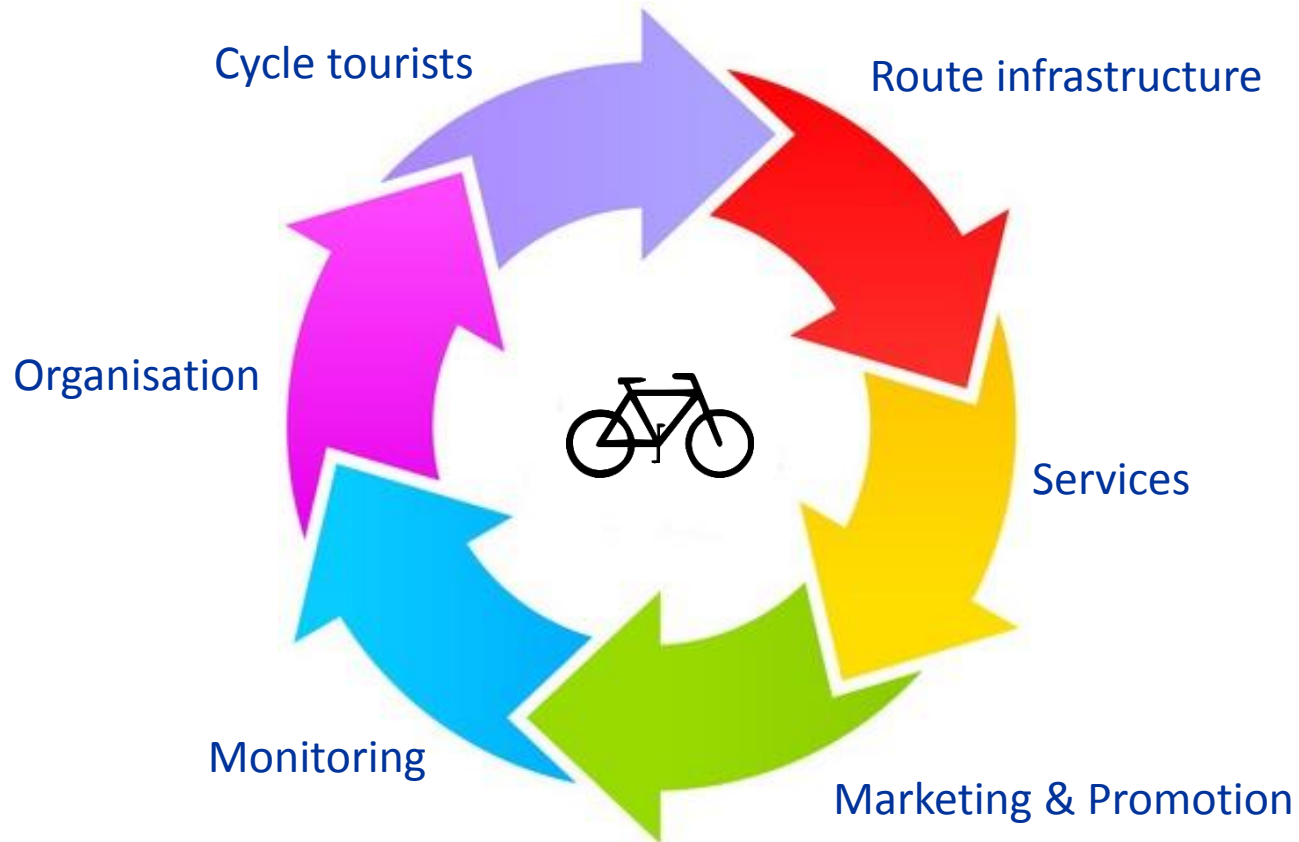 Cycle tourists
Route infrastructure
Organisation
Services
Monitoring
Marketing & Promotion